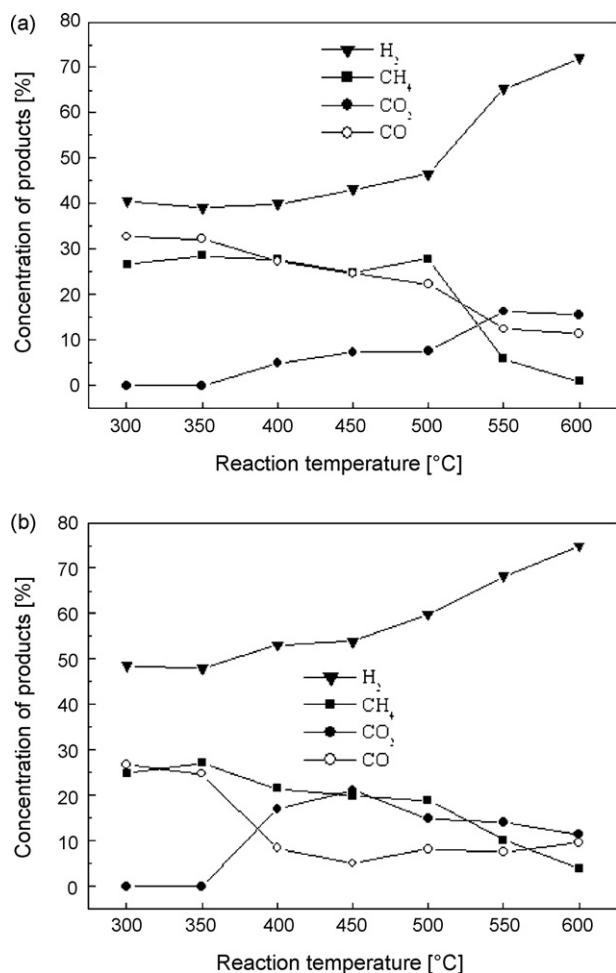 (a)
80
70
60
50
40
30
20
10
0
Concentration of products [%]
H₂
CH₄
CO₂
CO
300 350 400 450 500 550 600
Reaction temperature [°C]
(b)
80
70
60
50
40
30
20
10
0
Concentration of products [%]
H₂
CH₄
CO₂
CO
300 350 400 450 500 550 600
Reaction temperature [°C]